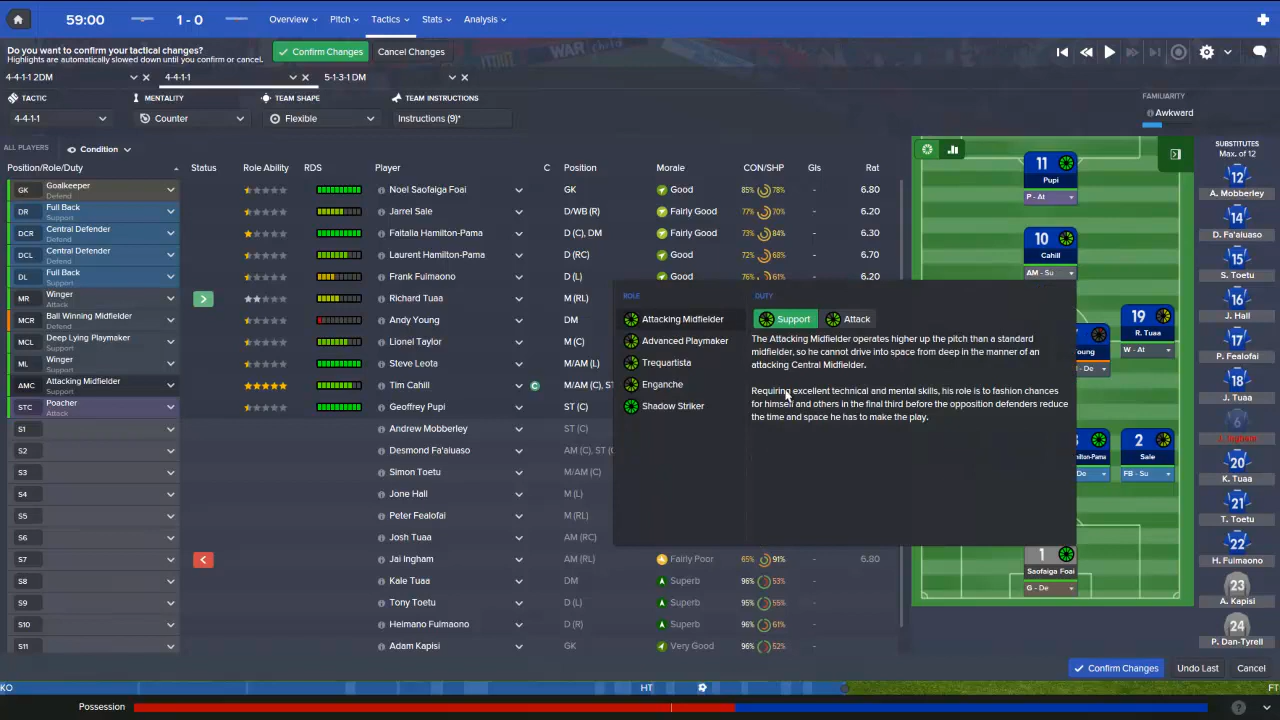 59:00
1 - 0
Overview
Pitch
Tactics
Stats
Analysis
Do you want to confirm your tactical changes?
Highlights are automatically slowed down until you confirm or cancel.
Confirm Changes
Cancel Changes
WAR child
4-4-1-1 2DM
4-4-1-1
5-1-3-1 DM
TACTIC
MENTALITY
TEAM SHAPE
TEAM INSTRUCTIONS
4-4-1-1
Counter
Flexible
Instructions (9)*
FAMILIARITY
Awkward
ALL PLAYERS
Condition
Position/Role/Duty
Status
Role Ability
RDS
Player
C
Position
Morale
CON/SHP
Gls
Rat
GK Goalkeeper Defend Noel Saofaiga Foai GK Good 85% 78% - 6.80
DR Full Back Support Jarrel Sale D/WB (R) Fairly Good 77% 70% - 6.20
DCR Central Defender Defend Faitalia Hamilton-Pama D (C), DM Fairly Good 73% 84% - 6.30
DCL Central Defender Defend Laurent Hamilton-Pama D (RC) Good 72% 68% - 6.70
DL Full Back Support Frank Fuimaono D (L) Good 76% 61% - 6.20
MR Winger Attack Richard Tuaa M (RL)
MCR Ball Winning Midfielder Defend Andy Young DM
MCL Deep Lying Playmaker Support Lionel Taylor M (C)
ML Winger Support Steve Leota M/AM (L)
AMC Attacking Midfielder Support Tim Cahill C M/AM (C), ST
STC Poacher Attack Geoffrey Pupi ST (C)
S1 Andrew Mobberley ST (C)
S2 Desmond Fa'aiuaso AM (C), ST (
S3 Simon Toetu M/AM (C)
S4 Jone Hall M (L)
S5 Peter Fealofai M (RL)
S6 Josh Tuaa AM (RC)
S7 Jai Ingham AM (RL) Fairly Poor 65% 91% - 6.80
S8 Kale Tuaa DM Superb 96% 53% -
S9 Tony Toetu D (L) Superb 95% 55% -
S10 Heimano Fuimaono D (R) Superb 96% 61% -
S11 Adam Kapisi GK Very Good 96% 52% -
ROLE
DUTY
Attacking Midfielder
Advanced Playmaker
Trequartista
Enganche
Shadow Striker
Support
Attack
The Attacking Midfielder operates higher up the pitch than a standard
midfielder, so he cannot drive into space from deep in the manner of an
attacking Central Midfielder.
Requiring excellent technical and mental skills, his role is to fashion chances
for himself and others in the final third before the opposition defenders reduce
the time and space he has to make the play.
11
Pupi
P - At
10
Cahill
AM - Su
19
R. Tuaa
W - At
oung
- De
2
Sale
FB - Su
ilton-Pama
De
1
Saofaiga Foai
G - De
SUBSTITUTES
Max. of 12
12
A. Mobberley
14
D. Fa'aiuaso
15
S. Toetu
16
J. Hall
17
P. Fealofai
18
J. Tuaa
6
J. Ingham
20
K. Tuaa
21
T. Toetu
22
H. Fuimaono
23
A. Kapisi
24
P. Dan-Tyrell
Confirm Changes
Undo Last
Cancel
KO
HT
FT
Possession